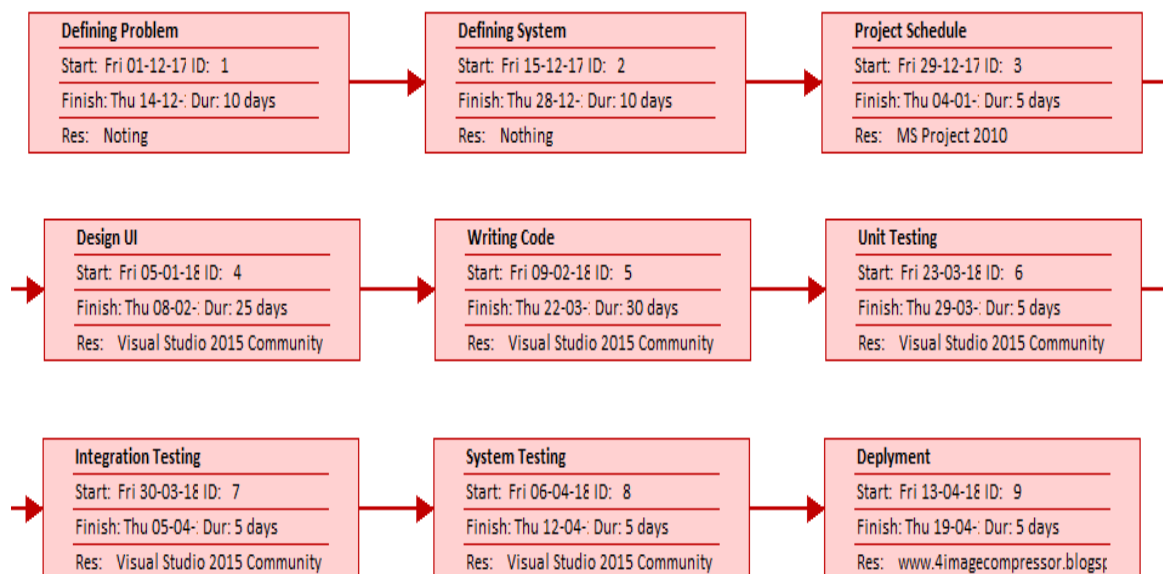 Defining Problem
Start: Fri 01-12-17 ID: 1
Finish: Thu 14-12-: Dur: 10 days
Res: Noting
Defining System
Start: Fri 15-12-17 ID: 2
Finish: Thu 28-12-: Dur: 10 days
Res: Nothing
Project Schedule
Start: Fri 29-12-17 ID: 3
Finish: Thu 04-01-: Dur: 5 days
Res: MS Project 2010
Design UI
Start: Fri 05-01-18 ID: 4
Finish: Thu 08-02-: Dur: 25 days
Res: Visual Studio 2015 Community
Writing Code
Start: Fri 09-02-18 ID: 5
Finish: Thu 22-03-: Dur: 30 days
Res: Visual Studio 2015 Community
Unit Testing
Start: Fri 23-03-18 ID: 6
Finish: Thu 29-03-: Dur: 5 days
Res: Visual Studio 2015 Community
Integration Testing
Start: Fri 30-03-18 ID: 7
Finish: Thu 05-04-: Dur: 5 days
Res: Visual Studio 2015 Community
System Testing
Start: Fri 06-04-18 ID: 8
Finish: Thu 12-04-: Dur: 5 days
Res: Visual Studio 2015 Community
Deplyment
Start: Fri 13-04-18 ID: 9
Finish: Thu 19-04-: Dur: 5 days
Res: www.4imagecompressor.blogsp